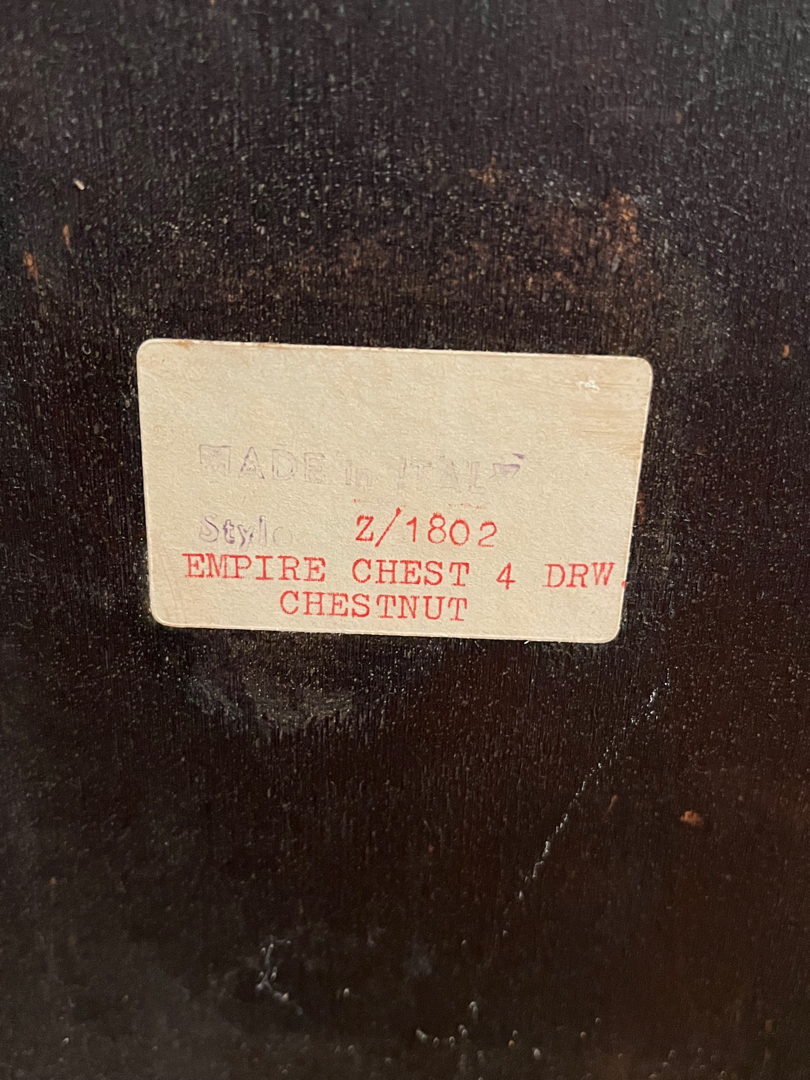 MADE in ITALY
Style Z/1802
EMPIRE CHEST 4 DRW.
CHESTNUT